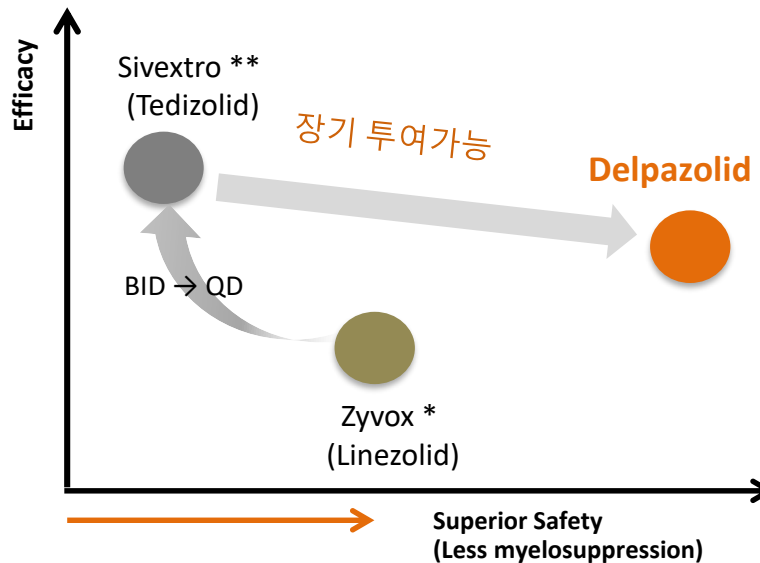 Efficacy
Sivextro **
(Tedizolid)
장기 투여가능
Delpazolid
BID → QD
Zyvox *
(Linezolid)
Superior Safety
(Less myelosuppression)